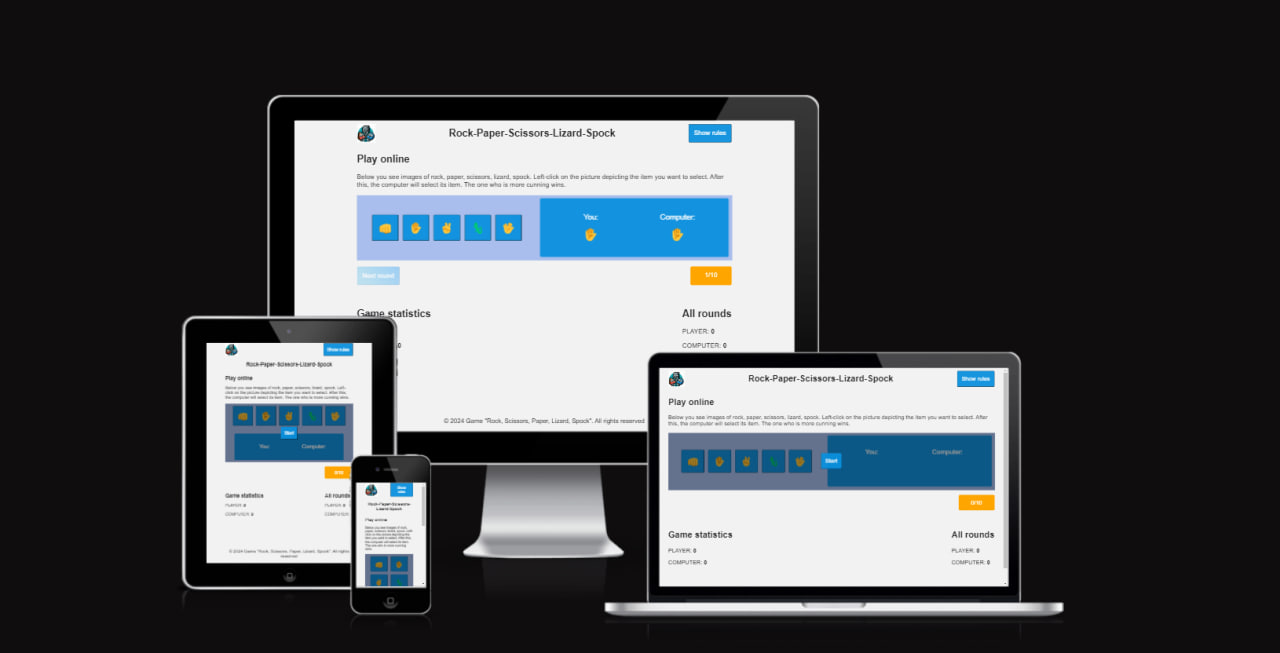 Rock-Paper-Scissors-Lizard-Spock
Show rules
Play online
Below you see images of rock, paper, scissors, lizard, spock. Left-click on the picture depicting the item you want to select. After
this, the computer will select its item. The one who is more cunning wins.
You:
Computer:
Next round
1/10
Game statistics
All rounds
0
PLAYER: 0
COMPUTER: 0
© 2024 Game "Rock, Scissors, Paper, Lizard, Spock". All rights reserved
Show rules
Rock-Paper-Scissors-Lizard-Spock
Play online
Below you see images of rock, paper, scissors, lizard, spock. Left-
click on the picture depicting the item you want to select. After this,
the computer will select its item. The one who is more cunning wins.
Start
You:
Computer:
0/10
Game statistics
All rounds
PLAYER: 0
PLAYER: 0
COMPUTER: 0
COMPUTER:
© 2024 Game "Rock, Scissors, Paper, Lizard, Spock". All rights
reserved
Show
rules
Rock-Paper-Scissors-
Lizard-Spock
Play online
Below you see images of rock,
paper, scissors, lizard, spock. Left-
click on the picture depicting the
item you want to select. After this,
the computer will select its item.
The one who is more cunning
wins.
Rock-Paper-Scissors-Lizard-Spock
Show rules
Play online
Below you see images of rock, paper, scissors, lizard, spock. Left-click on the picture depicting the item you want to select. After
this, the computer will select its item. The one who is more cunning wins.
Start
You:
Computer:
0/10
Game statistics
All rounds
PLAYER: 0
PLAYER: 0
COMPUTER: 0
COMPUTER: 0